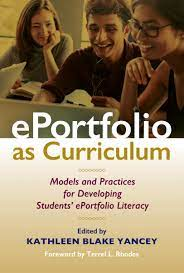 ePortfolio
as Curriculum
Models and Practices
for Developing
Students' ePortfolio Literacy
Edited by
KATHLEEN BLAKE YANCEY
Foreword by Terrel L. Rhodes